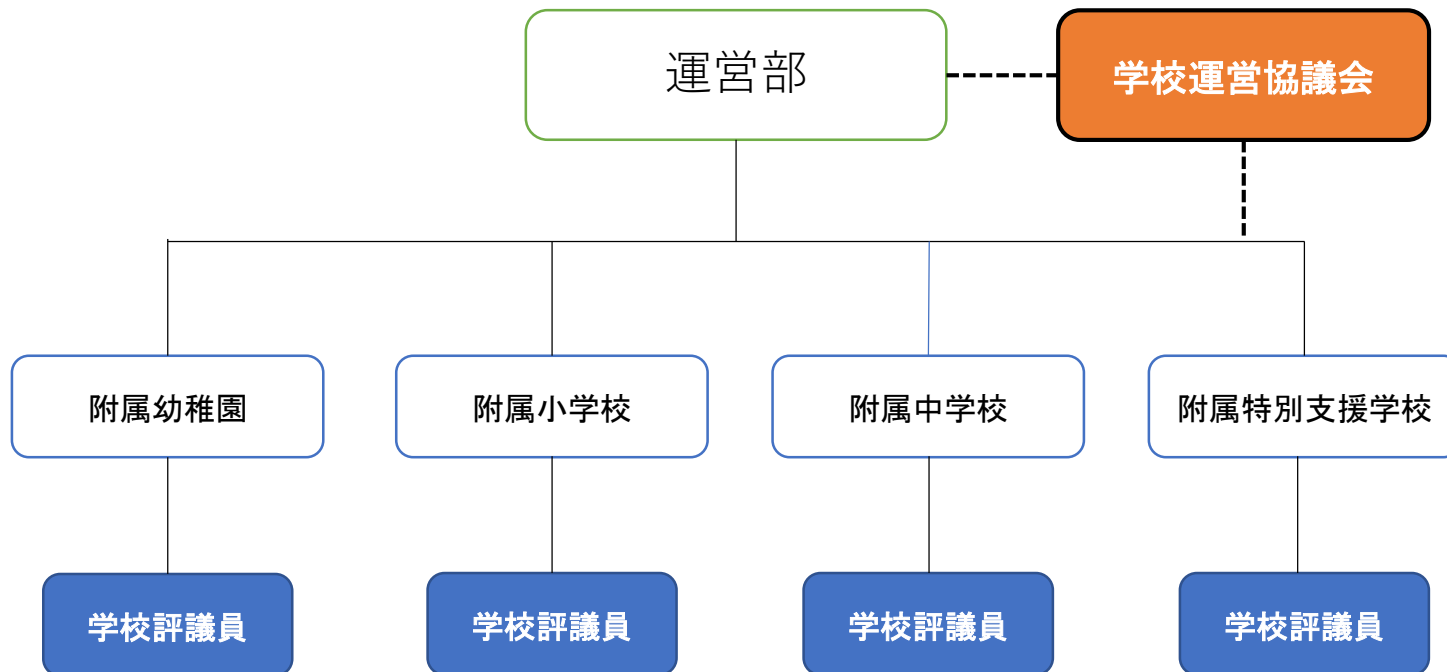 運営部
学校運営協議会
附属幼稚園
附属小学校
附属中学校
附属特別支援学校
学校評議員
学校評議員
学校評議員
学校評議員